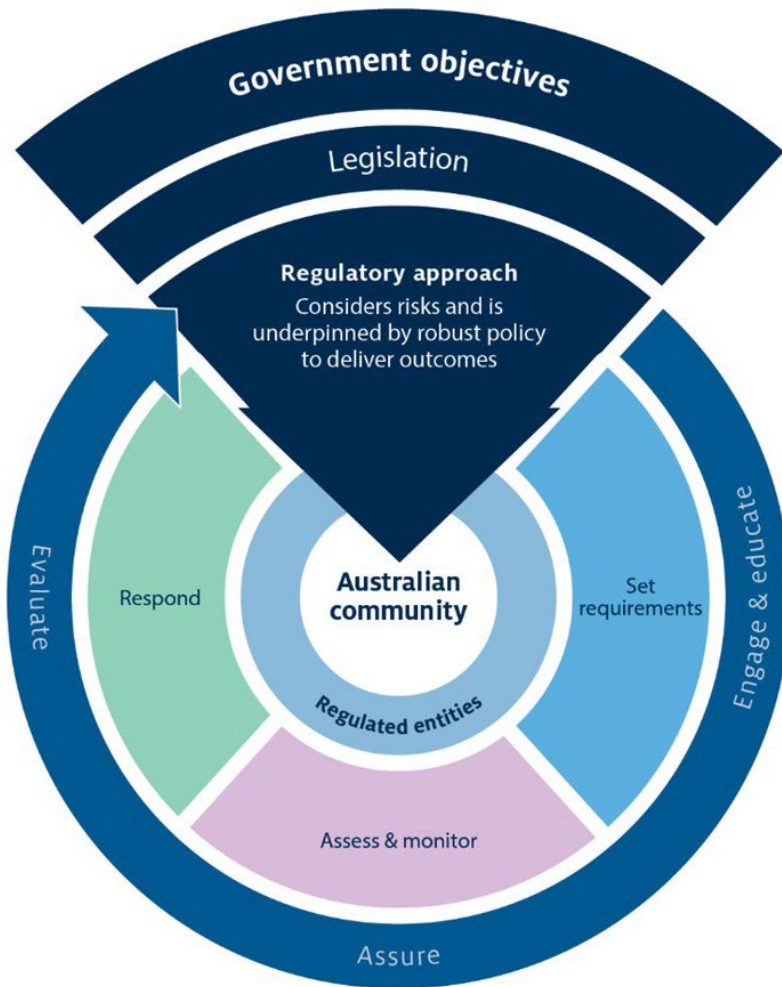 Government objectives
Legislation
Regulatory approach
Considers risks and is
underpinned by robust policy
to deliver outcomes
Evaluate
Respond
Australian
community
Set
requirements
Engage & educate
Regulated entities
Assess & monitor
Assure